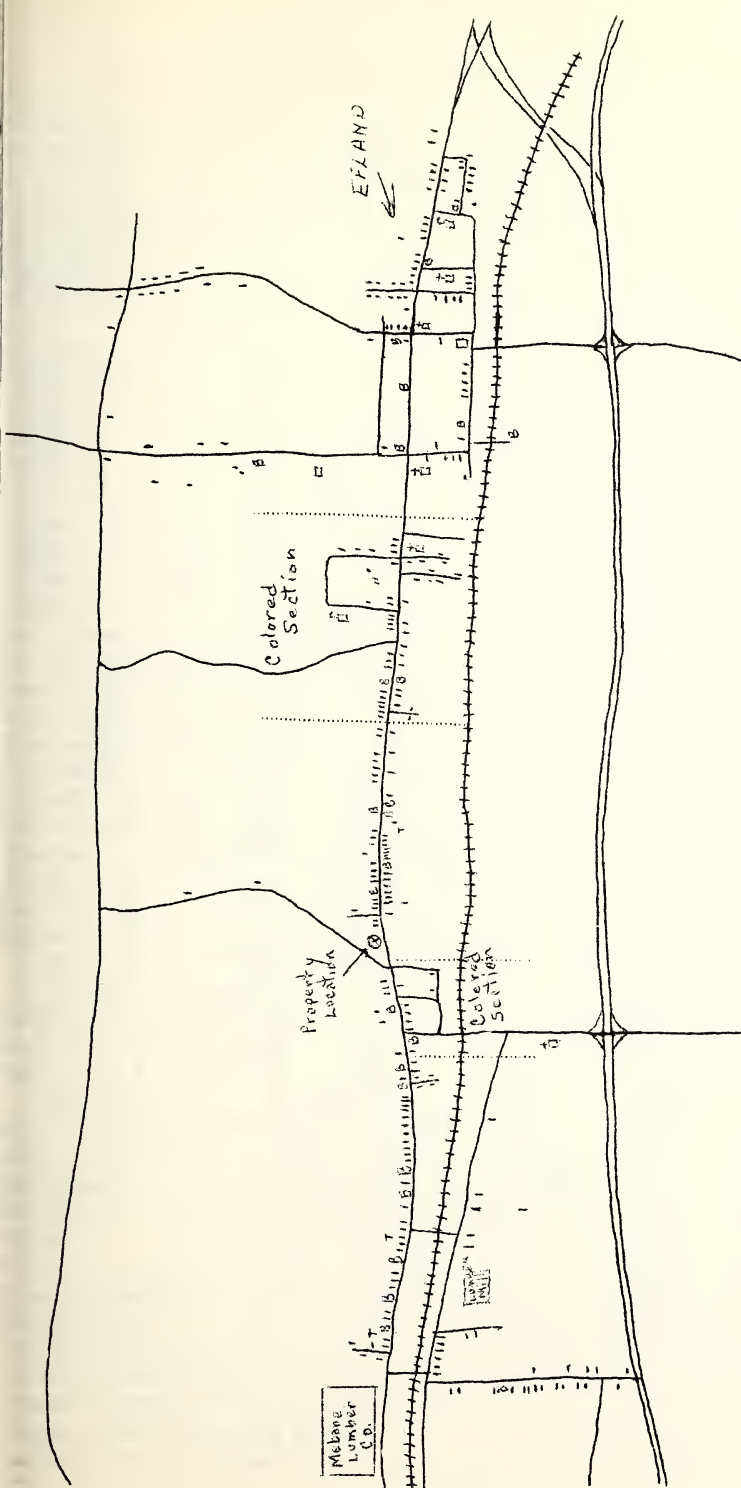 EFLAND
Colored
Section
Property
Location
Colored
Section
Mebane
Lumber
Co.